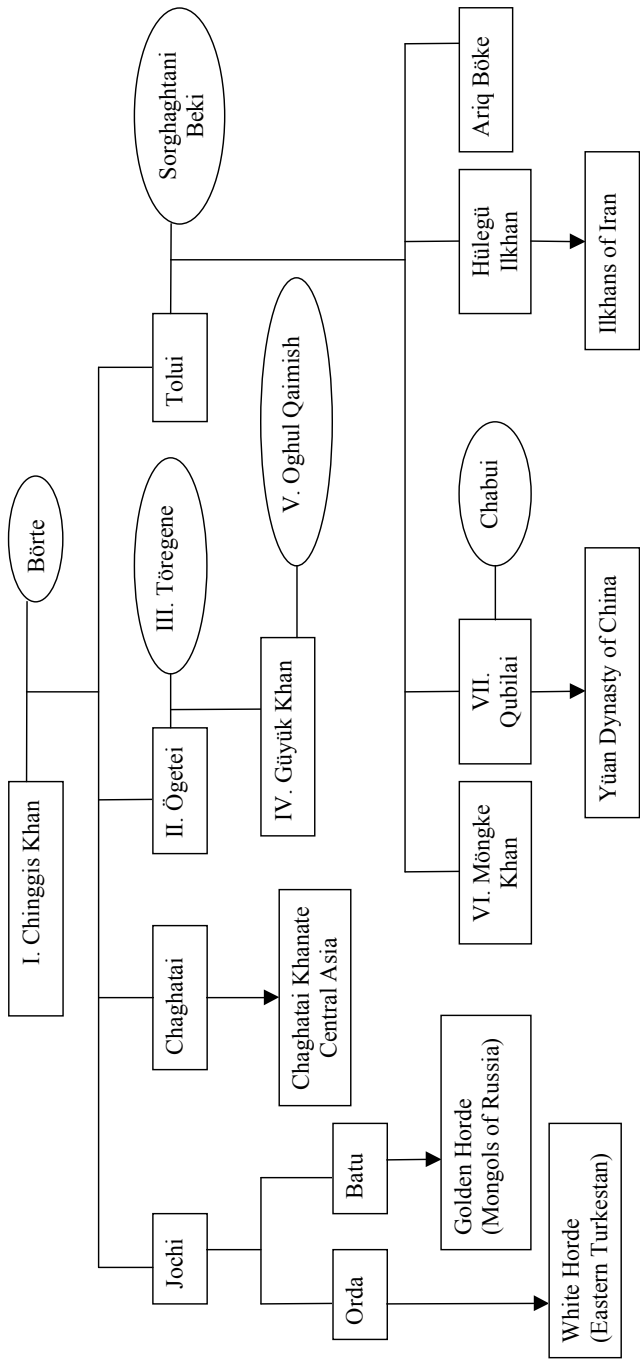 I. Chinggis Khan
Börte
Jochi
Chaghatai
II. Ögetei
III. Töregene
Tolui
Sorghaghtani
Beki
Orda
Batu
Chaghatai Khanate
Central Asia
IV. Güyük Khan
V. Oghul Qaimish
Golden Horde
(Mongols of Russia)
White Horde
(Eastern Turkestan)
VI. Möngke
Khan
VII.
Qubilai
Chabui
Hülegü
Ilkhan
Ariq Böke
Yüan Dynasty of China
Ilkhans of Iran